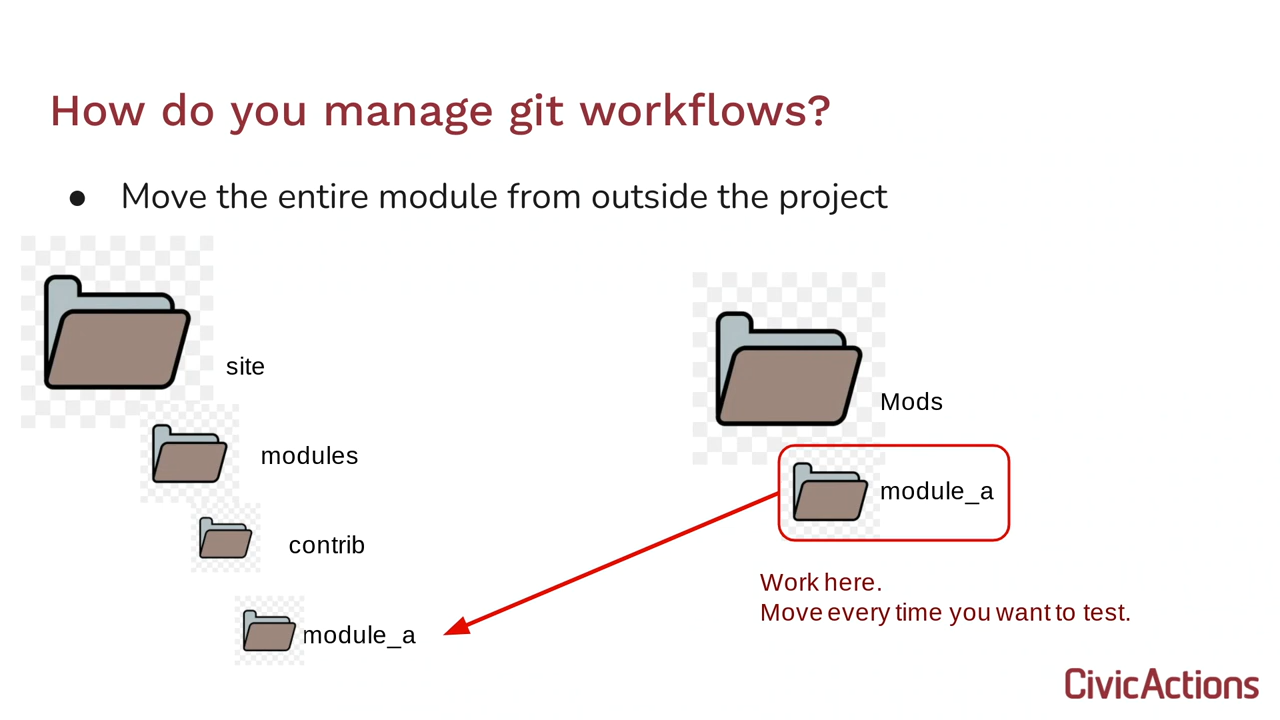 How do you manage git workflows?
● Move the entire module from outside the project
site
modules
contrib
module_a
Mods
module_a
Work here.
Move every time you want to test.
CivicActions